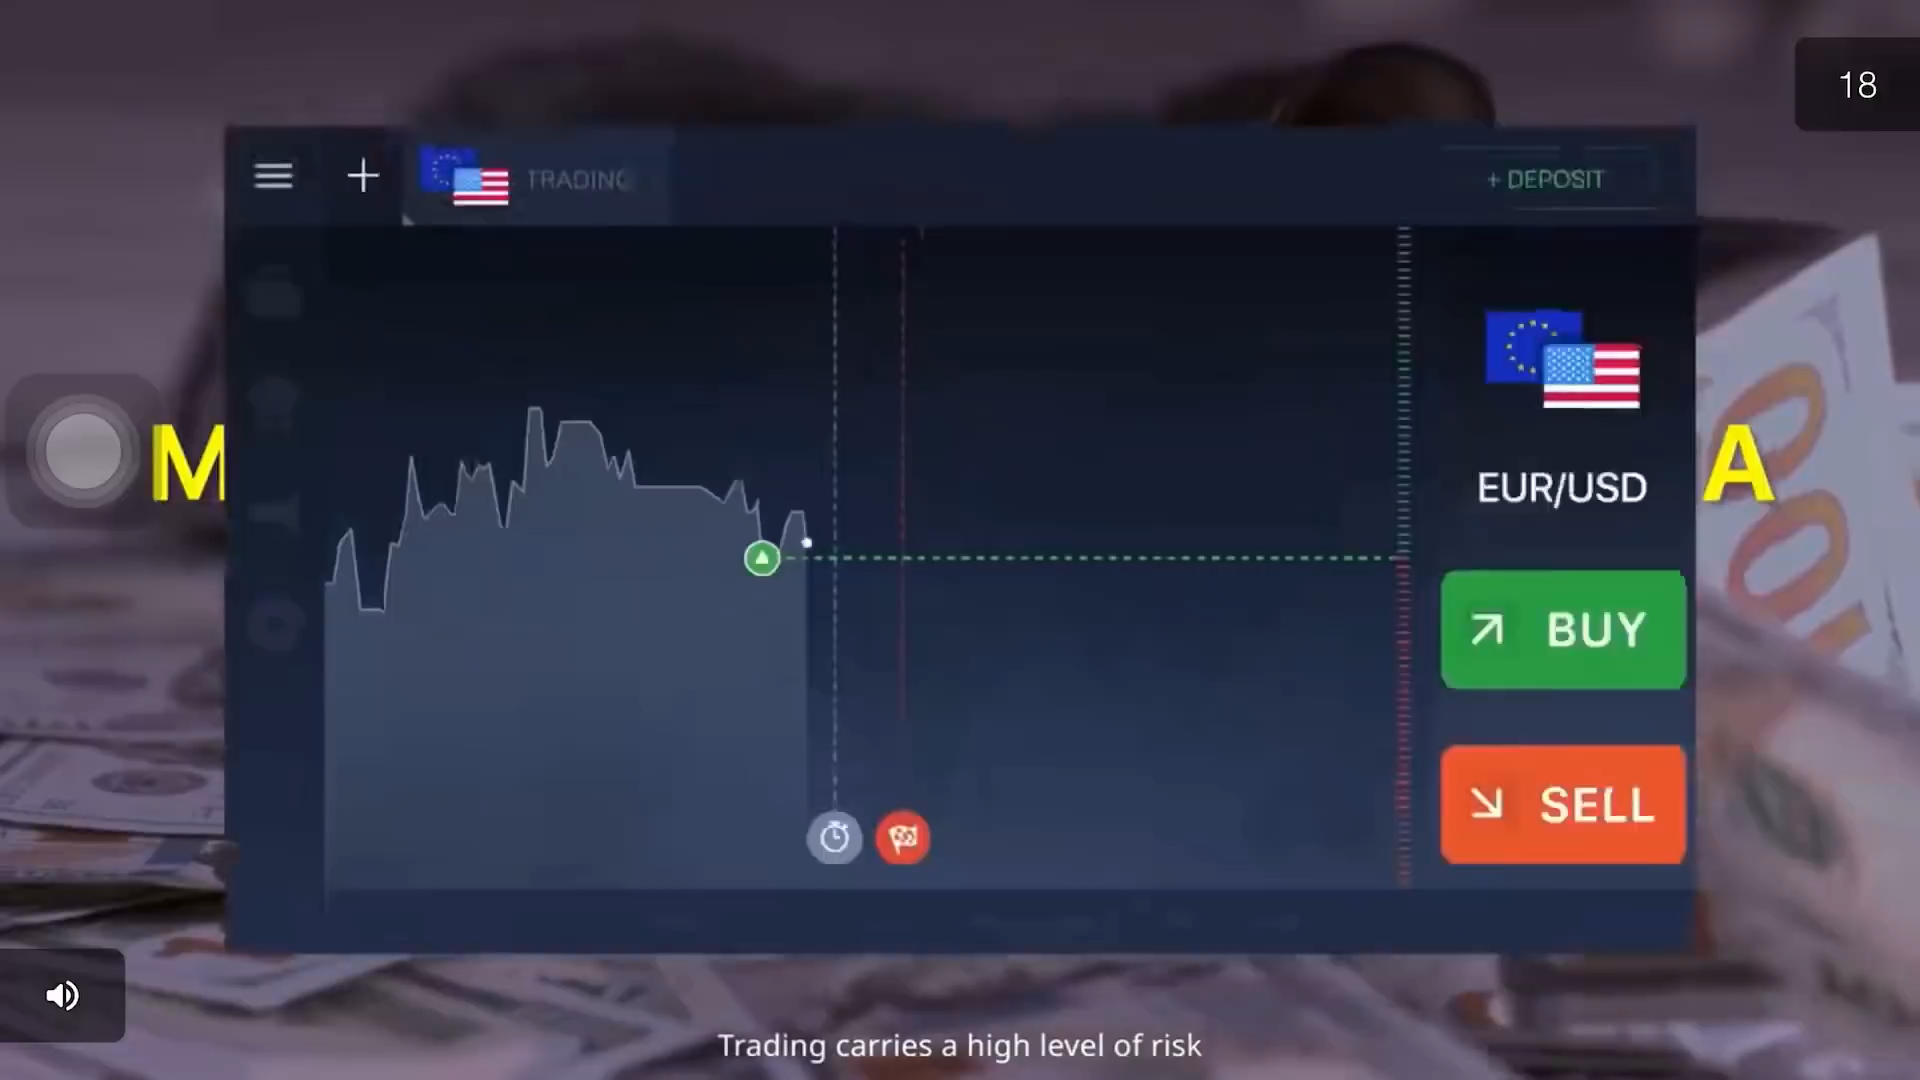 18
TRADING
+ DEPOSIT
M
A
EUR/USD
BUY
SELL
Trading carries a high level of risk